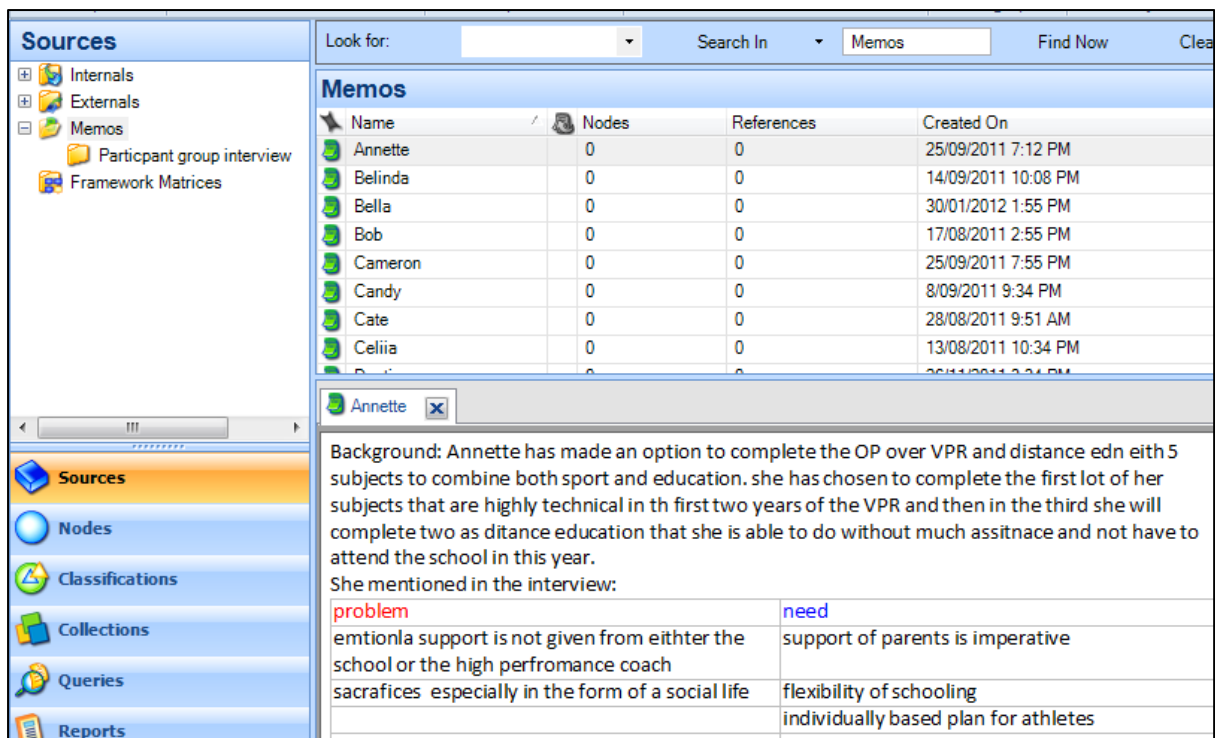 Sources
Look for: Search In Memos Find Now Clea
Internals
Externals
Memos
Particpant group interview
Framework Matrices
Memos
Name Nodes References Created On
Annette 0 0 25/09/2011 7:12 PM
Belinda 0 0 14/09/2011 10:08 PM
Bella 0 0 30/01/2012 1:55 PM
Bob 0 0 17/08/2011 2:55 PM
Cameron 0 0 25/09/2011 7:55 PM
Candy 0 0 8/09/2011 9:34 PM
Cate 0 0 28/08/2011 9:51 AM
Celiia 0 0 13/08/2011 10:34 PM
Sources
Nodes
Classifications
Collections
Queries
Reports
Annette
Background: Annette has made an option to complete the OP over VPR and distance edn eith 5
subjects to combine both sport and education. she has chosen to complete the first lot of her
subjects that are highly technical in th first two years of the VPR and then in the third she will
complete two as ditance education that she is able to do without much assitnace and not have to
attend the school in this year.
She mentioned in the interview:
problem need
emtionla support is not given from eithter the support of parents is imperative
school or the high perfromance coach
sacrafices especially in the form of a social life flexibility of schooling
individually based plan for athletes